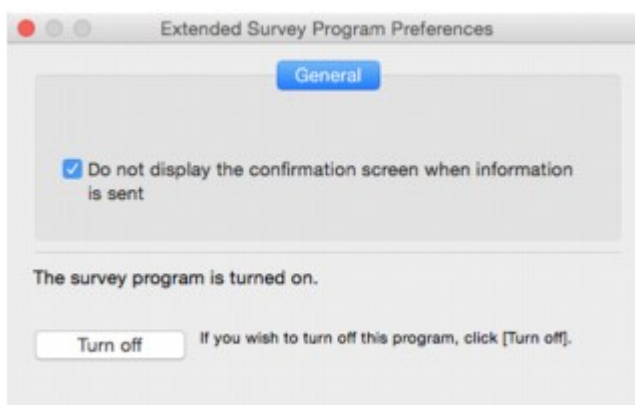 Extended Survey Program Preferences
General
Do not display the confirmation screen when information
is sent
The survey program is turned on.
Turn off
If you wish to turn off this program, click [Turn off].